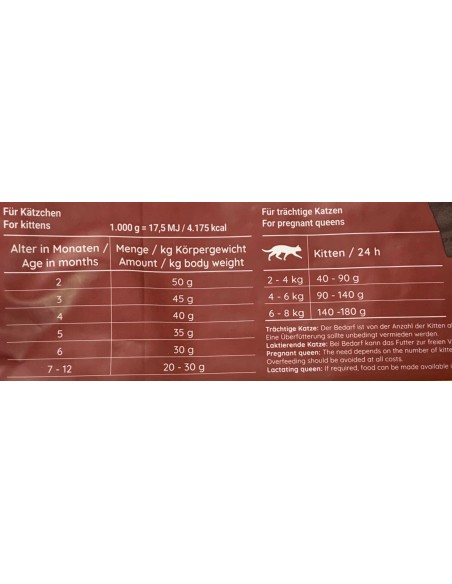 Für Kätzchen
For kittens 1.000 g = 17,5 MJ / 4.175 kcal
Alter in Monaten / Age in months
Menge / kg Körpergewicht
Amount / kg body weight
2 50 g
3 45 g
4 40 g
5 35 g
6 30 g
7 - 12 20 - 30 g
Für trächtige Katzen
For pregnant queens
Kitten / 24 h
2 - 4 kg 40 - 90 g
4 - 6 kg 90 - 140 g
6 - 8 kg 140 -180 g
Trächtige Katze: Der Bedarf ist von der Anzahl der Kitten
Eine Überfütterung sollte unbedingt vermieden werden.
Laktierende Katze: Bei Bedarf kann das Futter zur freien
Pregnant queen: The need depends on the number of
Overfeeding should be avoided at all costs.
Lactating queen: If required, food can be made available